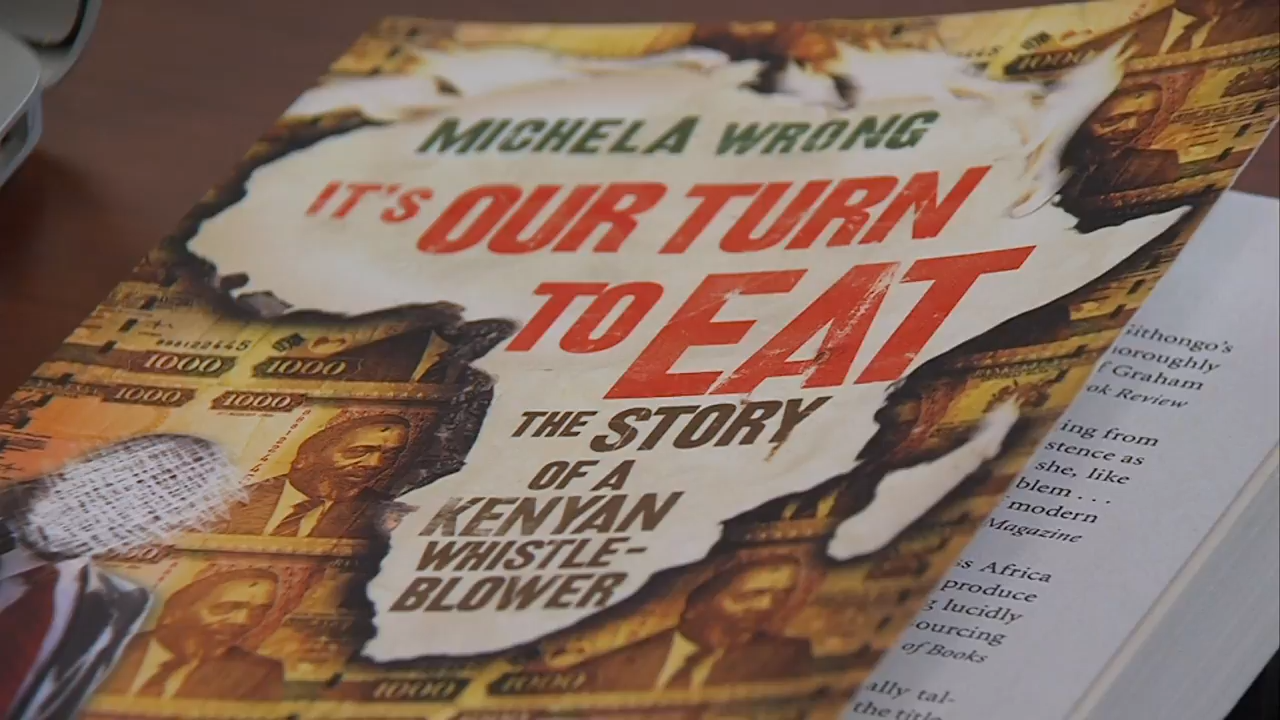 MICHELA WRONG
IT'S OUR TURN
TO EAT
THE STORY
OF A
KENYAN
WHISTLE-
BLOWER
1000
1000 1000
1000 1000
1000 1000
Githongo's
horoughly
f Graham
ok Review
ing from
stence as
she, like
blem...
modern
Magazine
ss Africa
produce
g lucidly
ourcing
of Books
ally tal-
the title